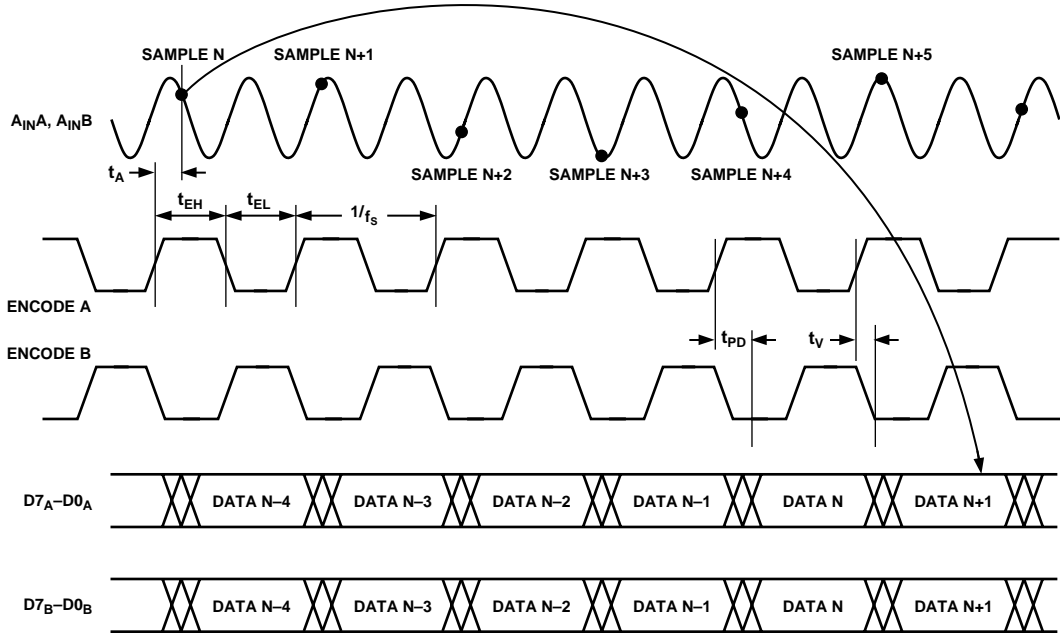 SAMPLE N
SAMPLE N+1
SAMPLE N+5
AINA, AINB
SAMPLE N+2
SAMPLE N+3
SAMPLE N+4
tA
tEH
tEL
1/fS
ENCODE A
ENCODE B
tPD
tV
D7A–D0A
DATA N–4
DATA N–3
DATA N–2
DATA N–1
DATA N
DATA N+1
D7B–D0B
DATA N–4
DATA N–3
DATA N–2
DATA N–1
DATA N
DATA N+1